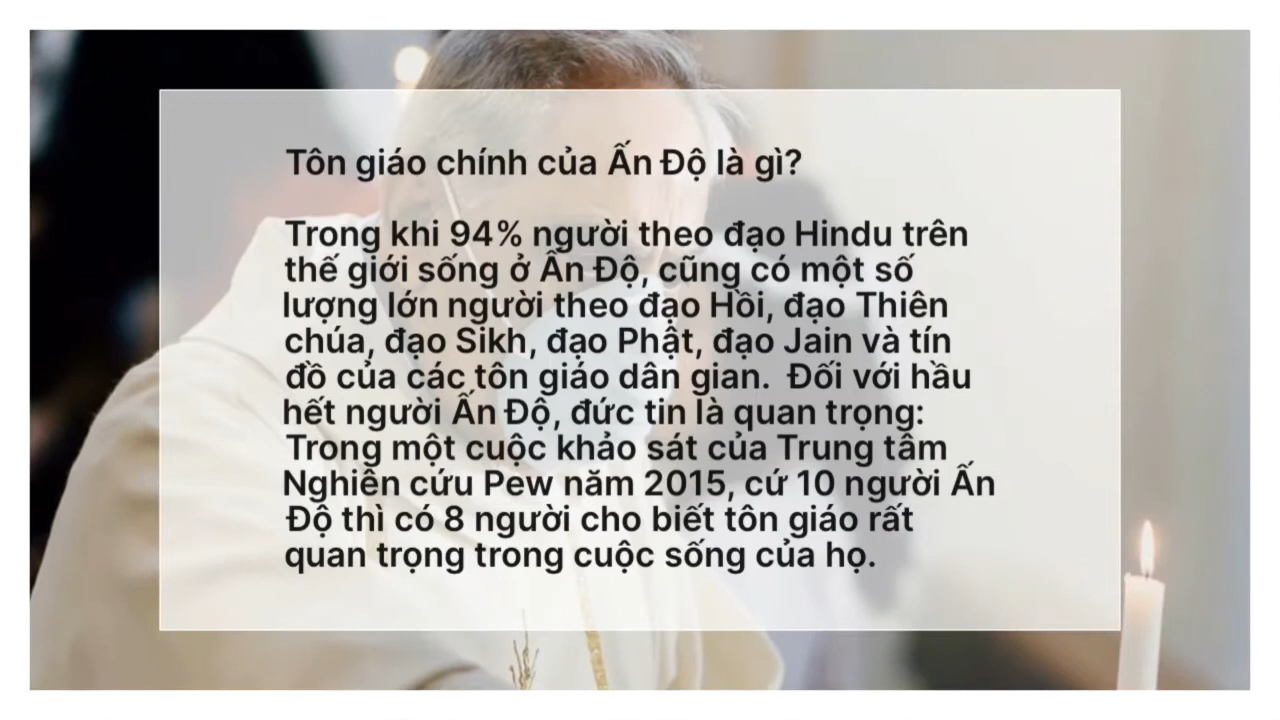 Tôn giáo chính của Ấn Độ là gì?
Trong khi 94% người theo đạo Hindu trên
thế giới sống ở Ấn Độ, cũng có một số
lượng lớn người theo đạo Hồi, đạo Thiên
chúa, đạo Sikh, đạo Phật, đạo Jain và tín
đồ của các tôn giáo dân gian.  Đối với hầu
hết người Ấn Độ, đức tin là quan trọng:
Trong một cuộc khảo sát của Trung tâm
Nghiên cứu Pew năm 2015, cứ 10 người Ấn
Độ thì có 8 người cho biết tôn giáo rất
quan trọng trong cuộc sống của họ.